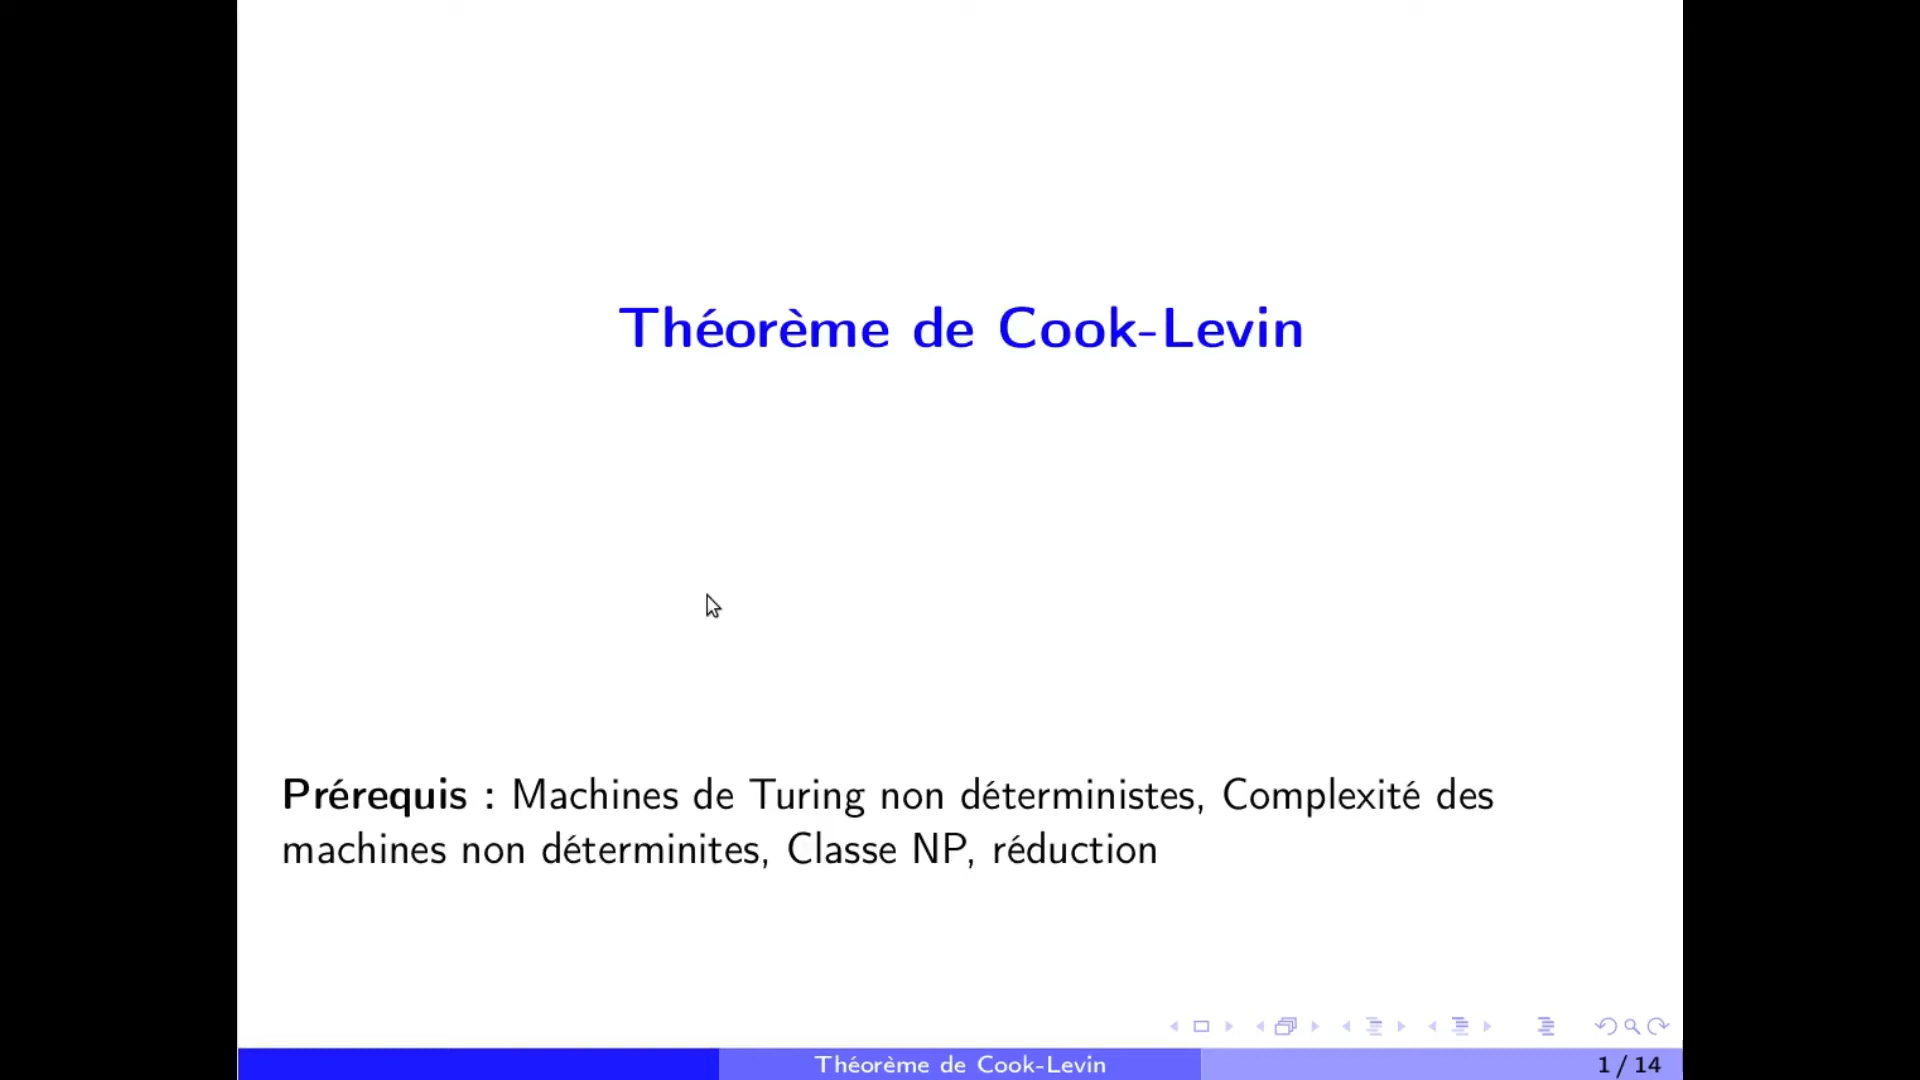 Théorème de Cook-Levin
Prérequis : Machines de Turing non déterministes, Complexité des
machines non déterminites, Classe NP, réduction
Théorème de Cook-Levin
1 / 14